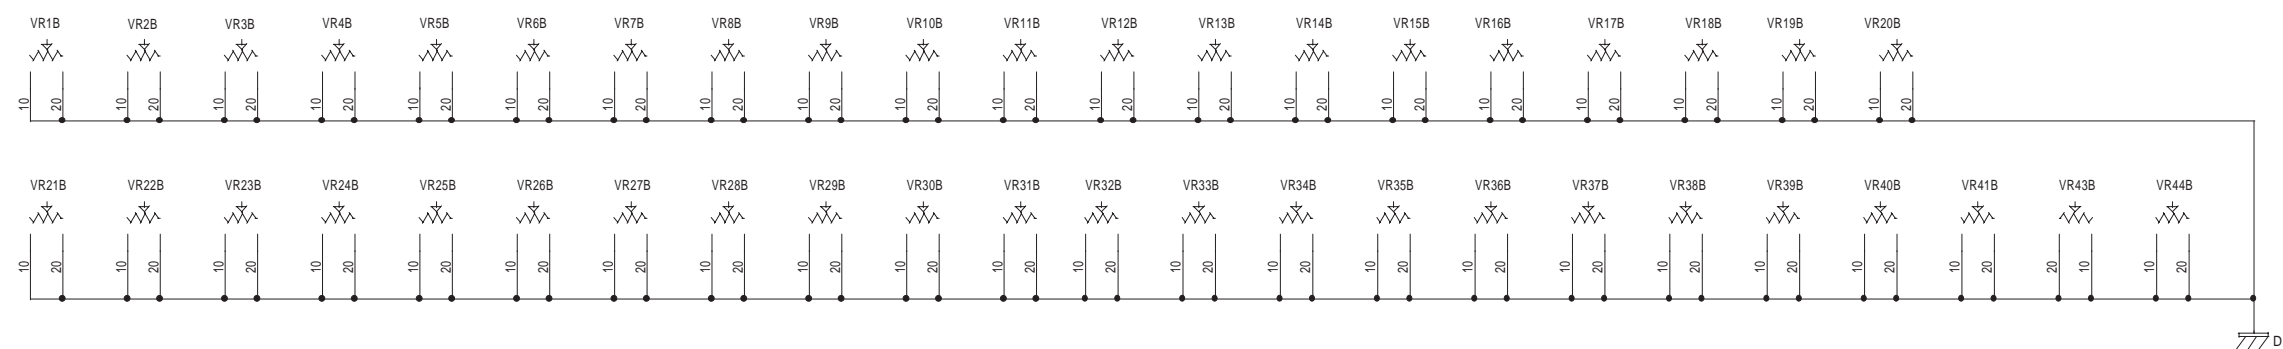 VR1B VR2B VR3B VR4B VR5B VR6B VR7B VR8B VR9B VR10B VR11B VR12B VR13B VR14B VR15B VR16B VR17B VR18B VR19B VR20B
10 20 10 20 10 20 10 20 10 20 10 20 10 20 10 20 10 20 10 20 10 20 10 20 10 20 10 20 10 20 10 20 10 20 10 20 10 20 10 20
VR21B VR22B VR23B VR24B VR25B VR26B VR27B VR28B VR29B VR30B VR31B VR32B VR33B VR34B VR35B VR36B VR37B VR38B VR39B VR40B VR41B VR43B VR44B
10 20 10 20 10 20 10 20 10 20 10 20 10 20 10 20 10 20 10 20 10 20 10 20 10 20 10 20 10 20 10 20 10 20 10 20 10 20 10 20 10 20 20 10 10 20
D